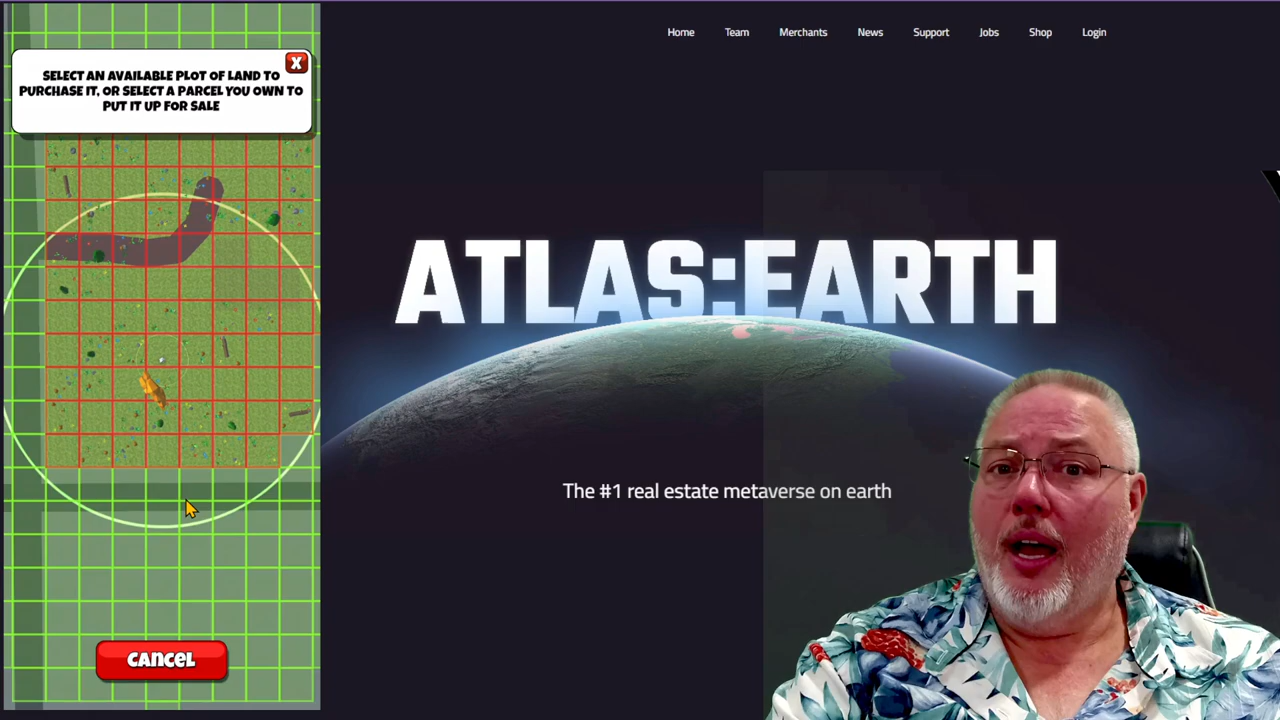 X
SELECT AN AVAILABLE PLOT OF LAND TO
PURCHASE IT, OR SELECT A PARCEL YOU OWN TO
PUT IT UP FOR SALE
CANCEL
Home Team Merchants News Support Jobs Shop Login
ATLAS:EARTH
The #1 real estate metaverse on earth